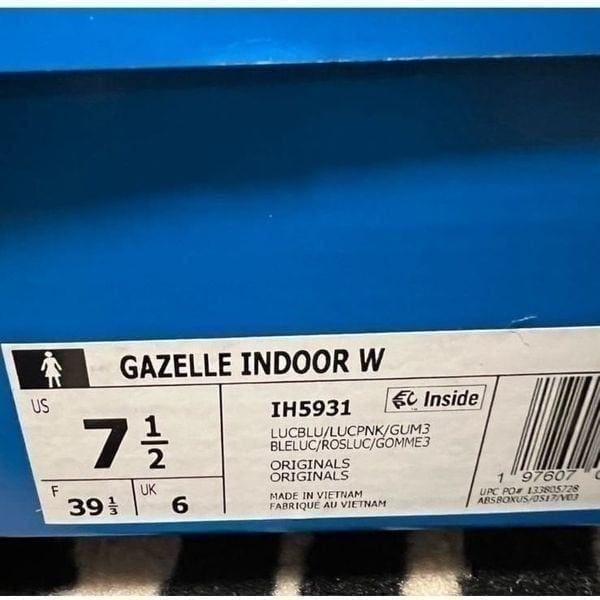 GAZELLE INDOOR W
US
7 1/2
F
39 1/3
UK
6
IH5931
Inside
LUCBLU/LUCPNK/GUM3
BLELUC/ROSLUC/GOMME3
ORIGINALS
ORIGINALS
MADE IN VIETNAM
FABRIQUE AU VIETNAM
1 97607
UPC PO# 133805728
ABSBOXUS/0517/V03